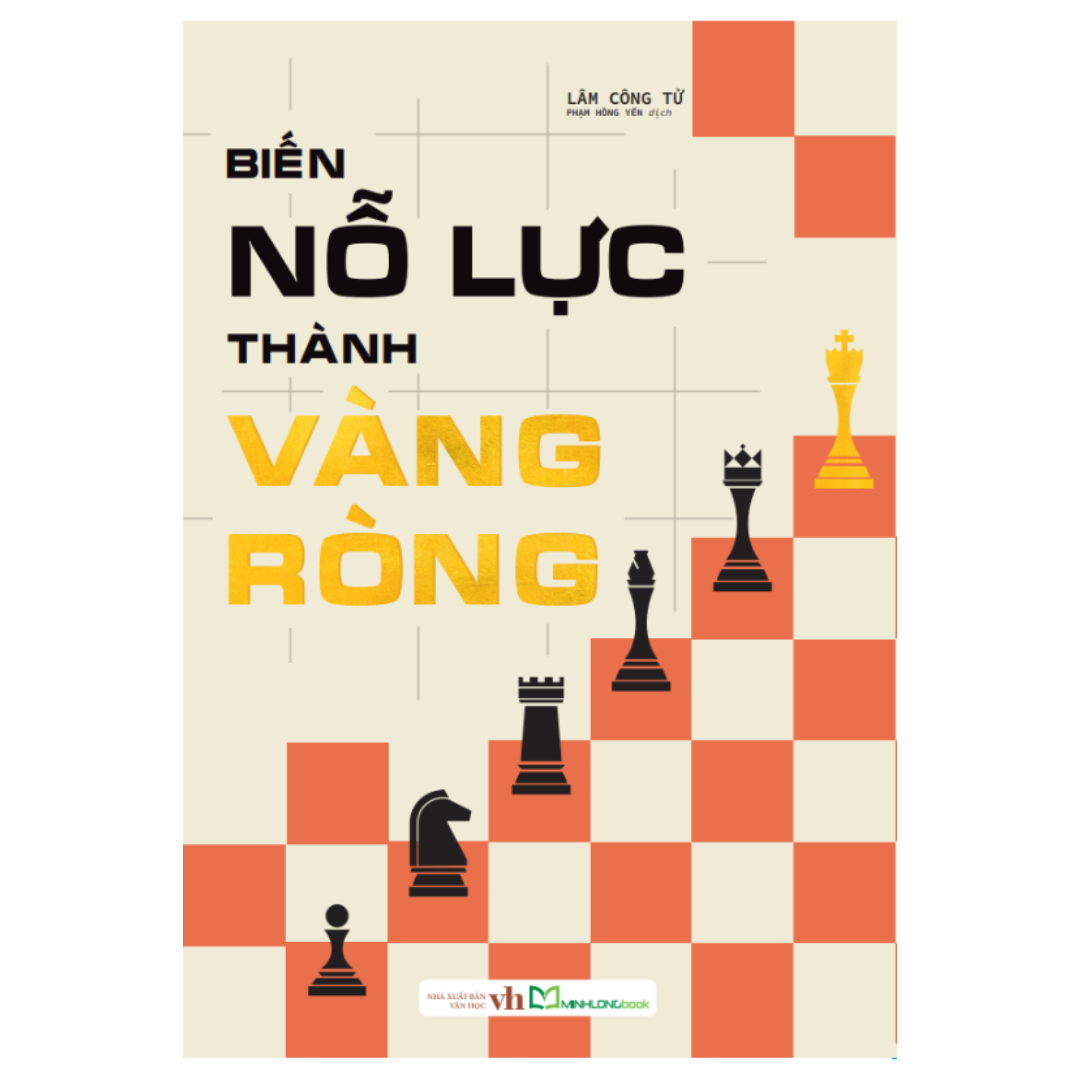 LÂM CÔNG TỬ
PHẠM HỒNG YẾN dịch
BIẾN
NỖ LỰC
THÀNH
VÀNG
RÒNG
NHÀ XUẤT BẢN
VĂN HỌC
vh
MINHLONGbook